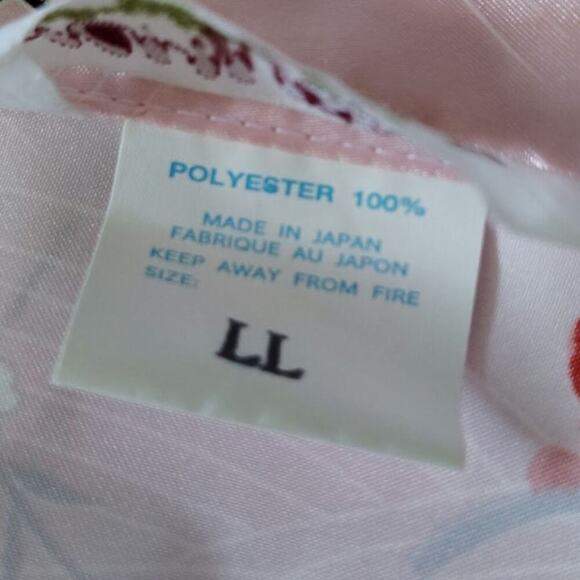 POLYESTER 100%
MADE IN JAPAN
FABRIQUE AU JAPON
KEEP AWAY FROM FIRE
SIZE:
LL